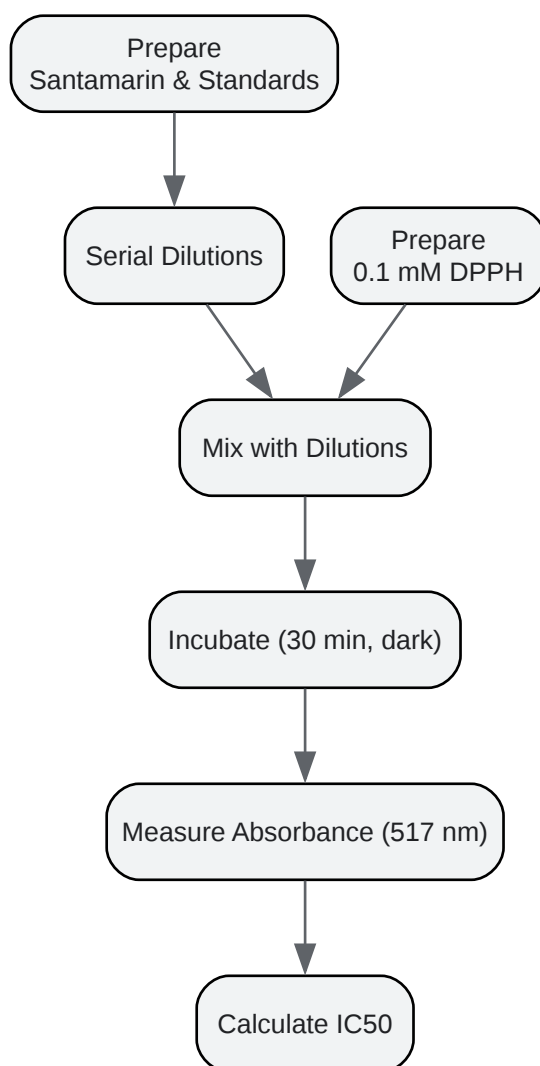 Prepare
Santamarin & Standards
Serial Dilutions
Prepare
0.1 mM DPPH
Mix with Dilutions
Incubate (30 min, dark)
Measure Absorbance (517 nm)
Calculate IC50